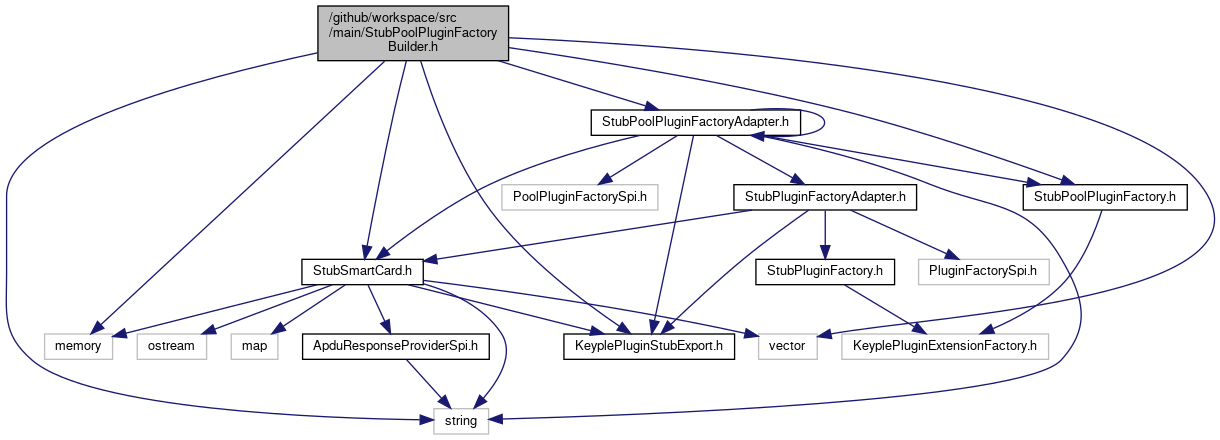 /github/workspace/src
/main/StubPoolPluginFactory
Builder.h
StubPoolPluginFactoryAdapter.h
PoolPluginFactorySpi.h
StubPluginFactoryAdapter.h
StubPoolPluginFactory.h
StubSmartCard.h
StubPluginFactory.h
PluginFactorySpi.h
memory
ostream
map
ApduResponseProviderSpi.h
KeyplePluginStubExport.h
vector
KeyplePluginExtensionFactory.h
string